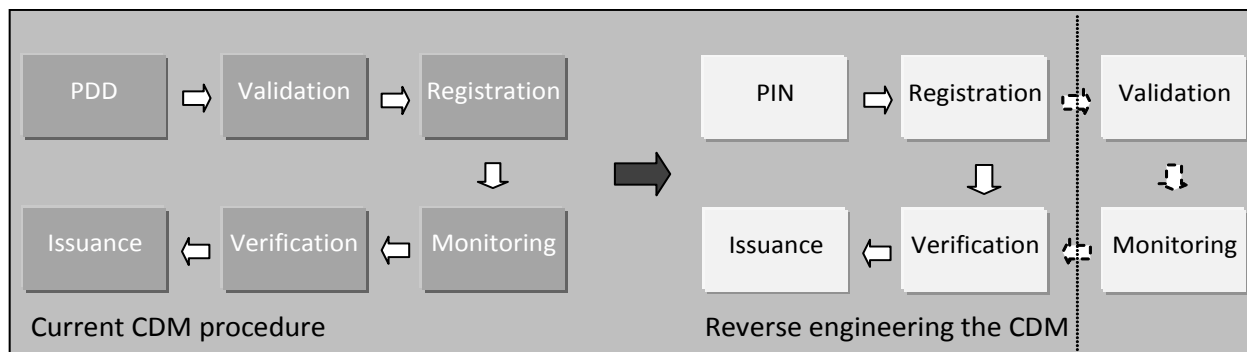 PDD
Validation
Registration
Issuance
Verification
Monitoring
Current CDM procedure
PIN
Registration
Validation
Issuance
Verification
Monitoring
Reverse engineering the CDM